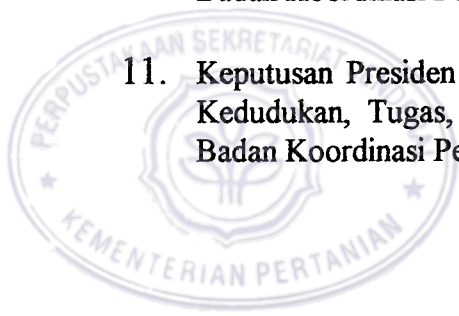 11. Keputusan Presiden
Kedudukan, Tugas,
Badan Koordinasi Pe
PERPUSTAKAAN SEKRETARIAT
KEMENTERIAN PERTANIAN